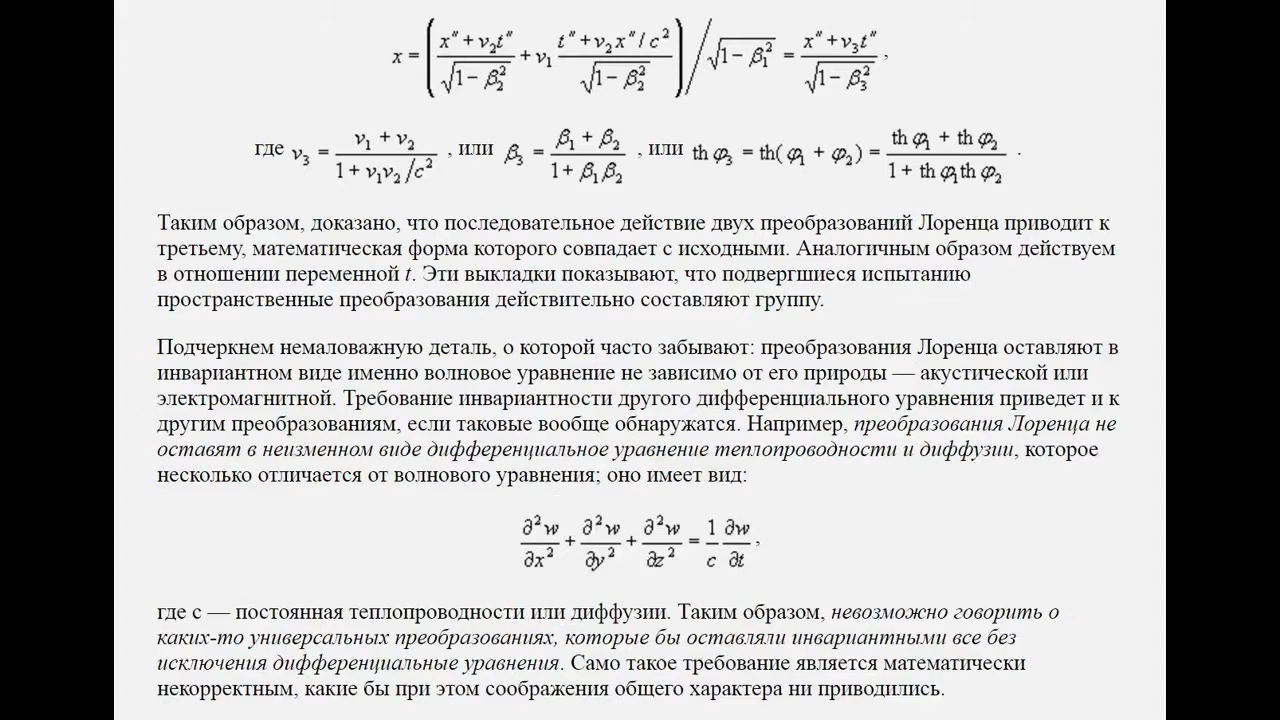 x = ( (x″ + v₂t″) / √(1 − β₂²) + v₁ (t″ + v₂x″/c²) / √(1 − β₂²) ) / √(1 − β₁²) = (x″ + v₃t″) / √(1 − β₃²) ,
где v₃ = (v₁ + v₂) / (1 + v₁v₂/c²) , или β₃ = (β₁ + β₂) / (1 + β₁β₂) , или th φ₃ = th(φ₁ + φ₂) = (th φ₁ + th φ₂) / (1 + th φ₁ th φ₂) .
Таким образом, доказано, что последовательное действие двух преобразований Лоренца приводит к
третьему, математическая форма которого совпадает с исходными. Аналогичным образом действуем
в отношении переменной t. Эти выкладки показывают, что подвергшиеся испытанию
пространственные преобразования действительно составляют группу.
Подчеркнем немаловажную деталь, о которой часто забывают: преобразования Лоренца оставляют в
инвариантном виде именно волновое уравнение не зависимо от его природы — акустической или
электромагнитной. Требование инвариантности другого дифференциального уравнения приведет и к
другим преобразованиям, если таковые вообще обнаружатся. Например, преобразования Лоренца не
оставят в неизменном виде дифференциальное уравнение теплопроводности и диффузии, которое
несколько отличается от волнового уравнения; оно имеет вид:
∂²w/∂x² + ∂²w/∂y² + ∂²w/∂z² = 1/c ∂w/∂t ,
где с — постоянная теплопроводности или диффузии. Таким образом, невозможно говорить о
каких-то универсальных преобразованиях, которые бы оставляли инвариантными все без
исключения дифференциальные уравнения. Само такое требование является математически
некорректным, какие бы при этом соображения общего характера ни приводились.